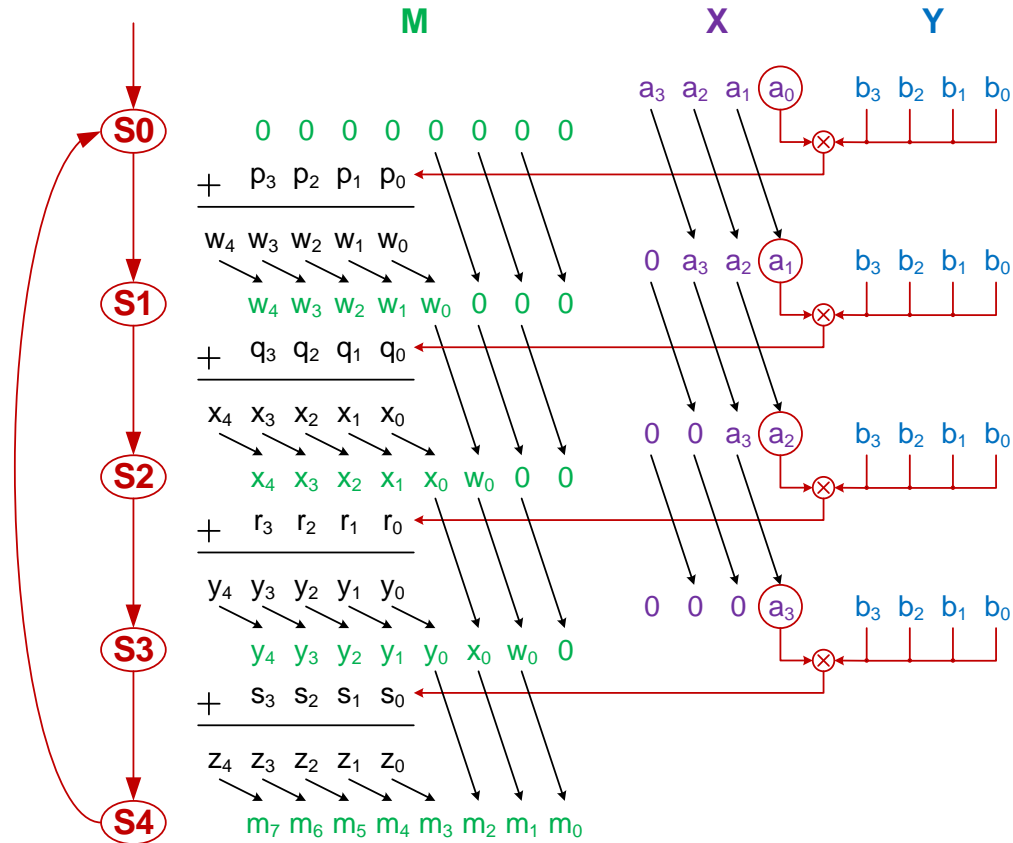 M X Y
a₃ a₂ a₁ a₀ b₃ b₂ b₁ b₀
S0 0 0 0 0 0 0 0 0
+ p₃ p₂ p₁ p₀
w₄ w₃ w₂ w₁ w₀
0 a₃ a₂ a₁ b₃ b₂ b₁ b₀
S1 w₄ w₃ w₂ w₁ w₀ 0 0 0
+ q₃ q₂ q₁ q₀
x₄ x₃ x₂ x₁ x₀
0 0 a₃ a₂ b₃ b₂ b₁ b₀
S2 x₄ x₃ x₂ x₁ x₀ w₀ 0 0
+ r₃ r₂ r₁ r₀
y₄ y₃ y₂ y₁ y₀
0 0 0 a₃ b₃ b₂ b₁ b₀
S3 y₄ y₃ y₂ y₁ y₀ x₀ w₀ 0
+ s₃ s₂ s₁ s₀
z₄ z₃ z₂ z₁ z₀
S4 m₇ m₆ m₅ m₄ m₃ m₂ m₁ m₀